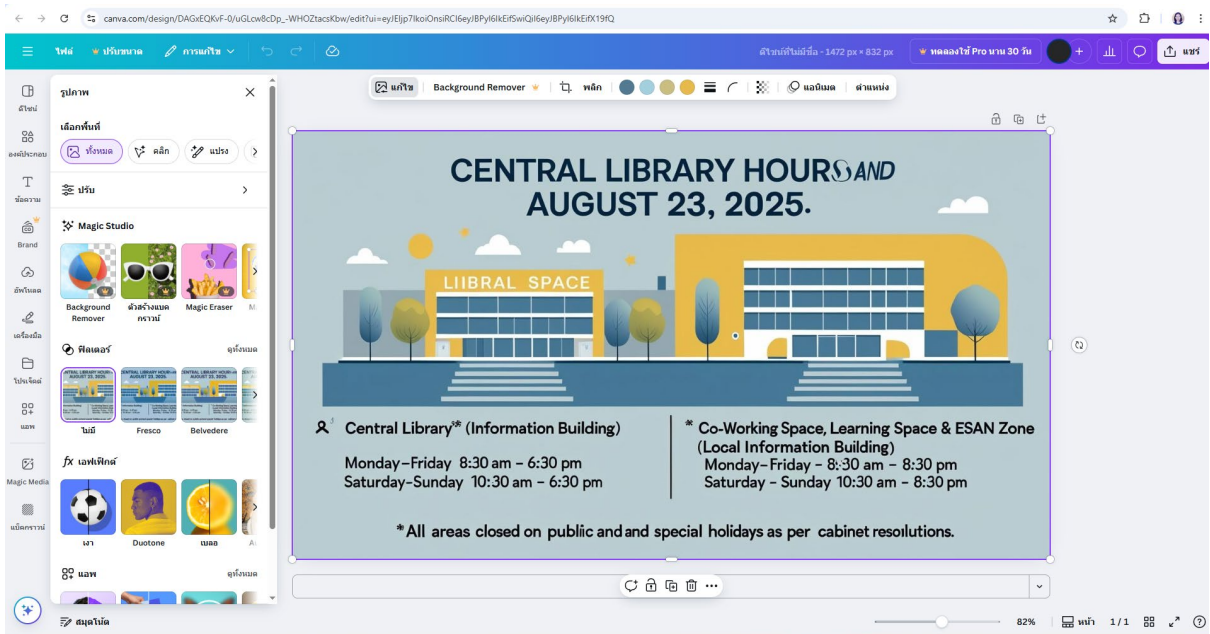 canva.com/design/DAGxEQKvF-0/uGLcw8cDp_-WHOZtacsKbw/edit?ui=eyJEIjp7IkoiOnsiRCI6eyJBPyI6IkEifSwiQiI6eyJBPyI6IkEifX19fQ
ไฟล์ ปรับขนาด การแก้ไข
ดีไซน์ที่ไม่มีชื่อ - 1472 px × 832 px
ทดลองใช้ Pro นาน 30 วัน
แชร์
ดีไซน์
องค์ประกอบ
ข้อความ
Brand
อัพโหลด
เครื่องมือ
โปรเจ็คต์
แอพ
Magic Media
แบ็คกราวน์
รูปภาพ
เลือกพื้นที่
ทั้งหมด คลิก แปรง
ปรับ
Magic Studio
Background Remover
ตัวสร้างแบคกราวน์
Magic Eraser
ฟิลเตอร์ ดูทั้งหมด
ไม่มี Fresco Belvedere
fx เอฟเฟ็กต์
เงา Duotone เบลอ
แอพ ดูทั้งหมด
แก้ไข Background Remover พลิก แอนิเมต ตำแหน่ง
CENTRAL LIBRARY HOURS AND
AUGUST 23, 2025.
LIIBRAL SPACE
Central Library** (Information Building)
Monday–Friday 8:30 am – 6:30 pm
Saturday-Sunday 10:30 am – 6:30 pm
* Co-Working Space, Learning Space & ESAN Zone
(Local Information Building)
Monday–Friday - 8:30 am – 8:30 pm
Saturday – Sunday 10:30 am – 8:30 pm
*All areas closed on publiic and and special holidays as per cabinet resoılutions.
สมุดโน้ต
82% หน้า 1/1